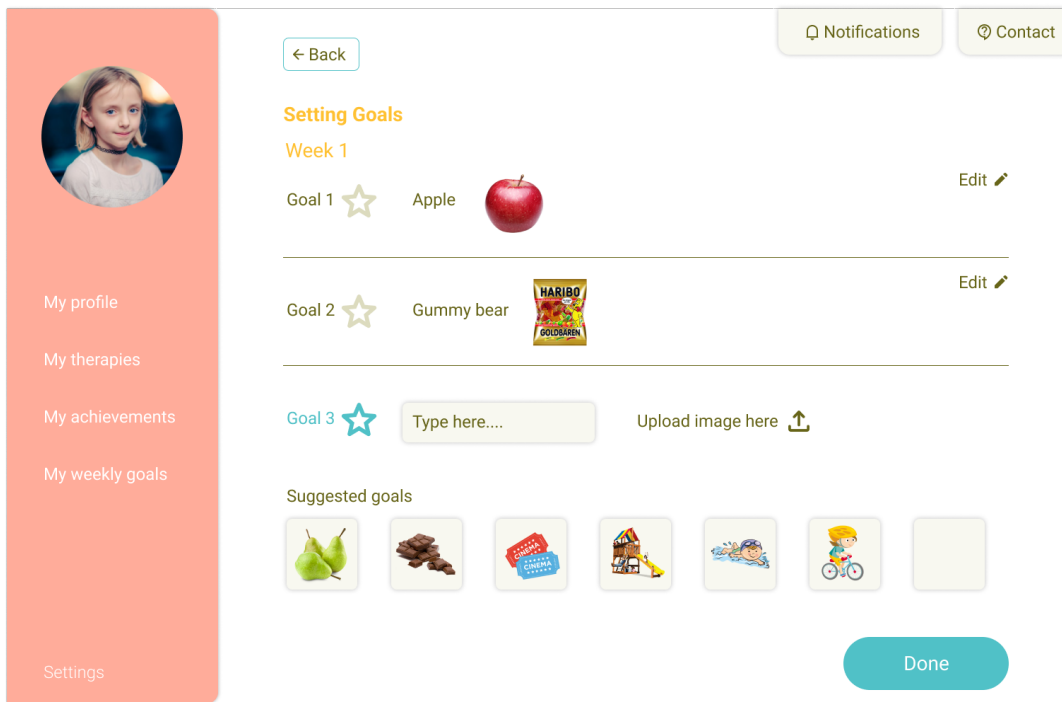 Notifications
Contact
← Back
Setting Goals
Week 1
Goal 1
Apple
Edit
My profile
Goal 2
Gummy bear
HARIBO
GOLDBÄREN
Edit
My therapies
My achievements
Goal 3
Type here....
Upload image here
My weekly goals
Suggested goals
CINEMA
CINEMA
Settings
Done